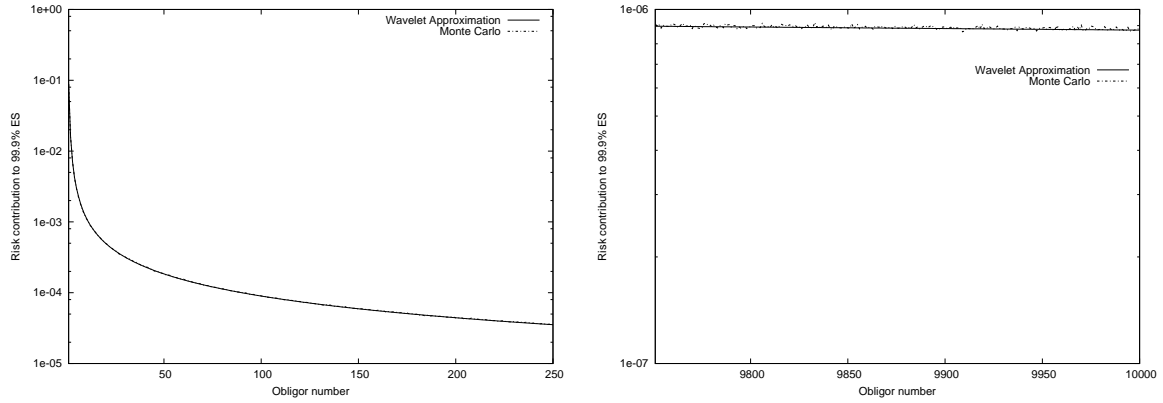 1e+00
1e-01
1e-02
1e-03
1e-04
1e-05
Risk contribution to 99.9% ES
50
100
150
200
250
Obligor number
Wavelet Approximation
Monte Carlo
1e-06
1e-07
Risk contribution to 99.9% ES
9800
9850
9900
9950
10000
Obligor number
Wavelet Approximation
Monte Carlo